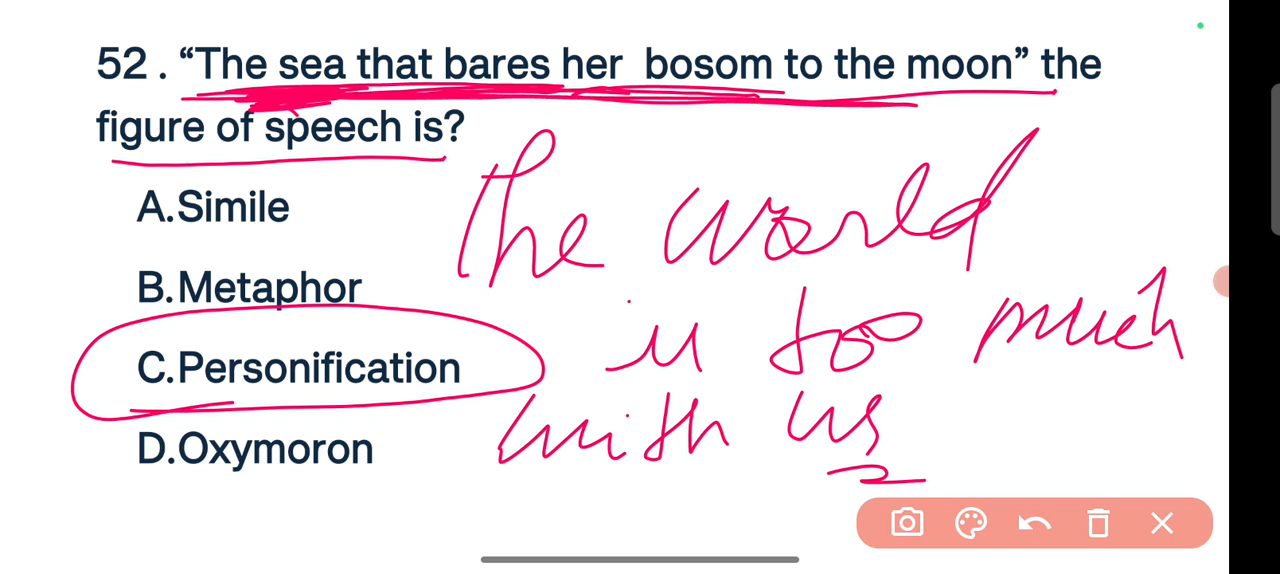 52 . “The sea that bares her bosom to the moon” the
figure of speech is?
A.Simile
B.Metaphor
C.Personification
D.Oxymoron
the world
is too much
with us